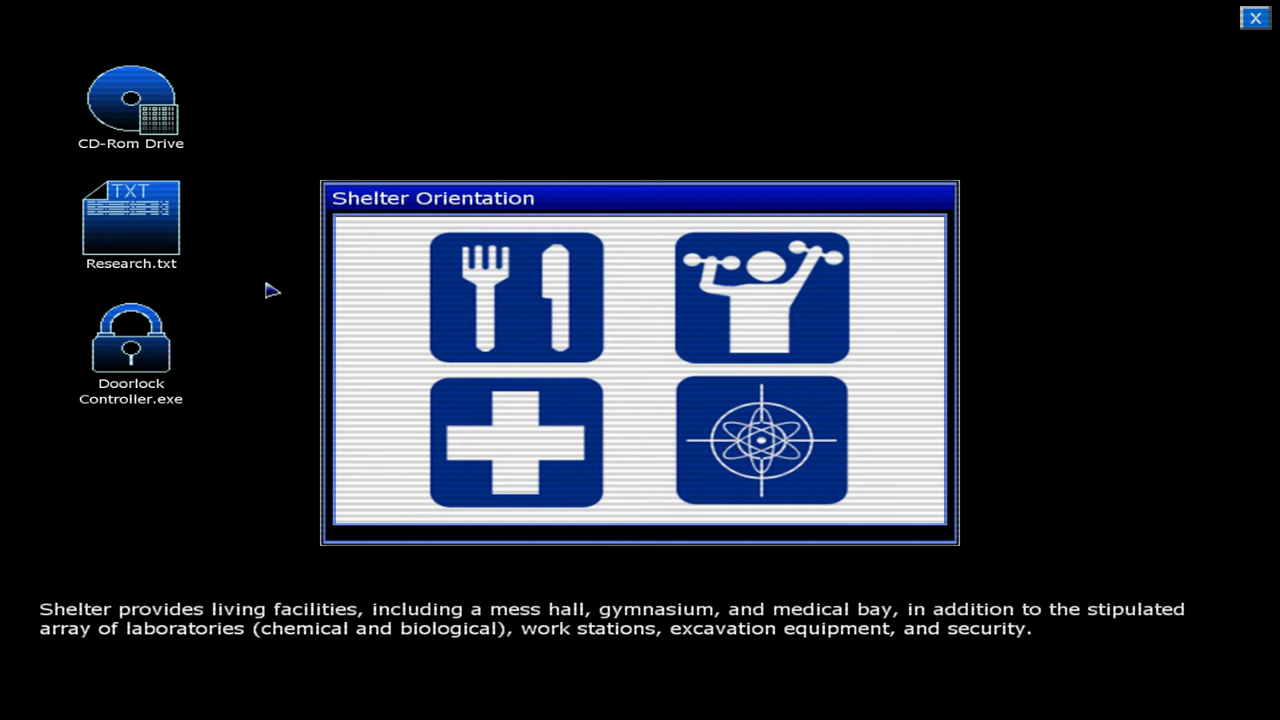 X
CD-Rom Drive
TXT
Research.txt
Doorlock
Controller.exe
Shelter Orientation
Shelter provides living facilities, including a mess hall, gymnasium, and medical bay, in addition to the stipulated
array of laboratories (chemical and biological), work stations, excavation equipment, and security.